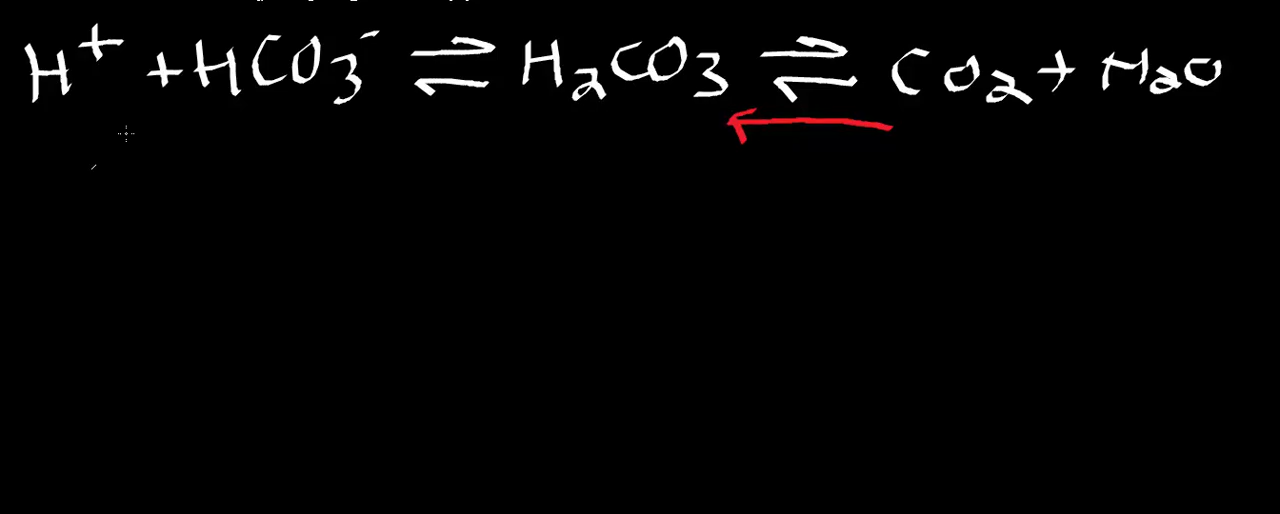 H⁺ + HCO₃⁻ ⇌ H₂CO₃ ⇌ CO₂ + H₂O